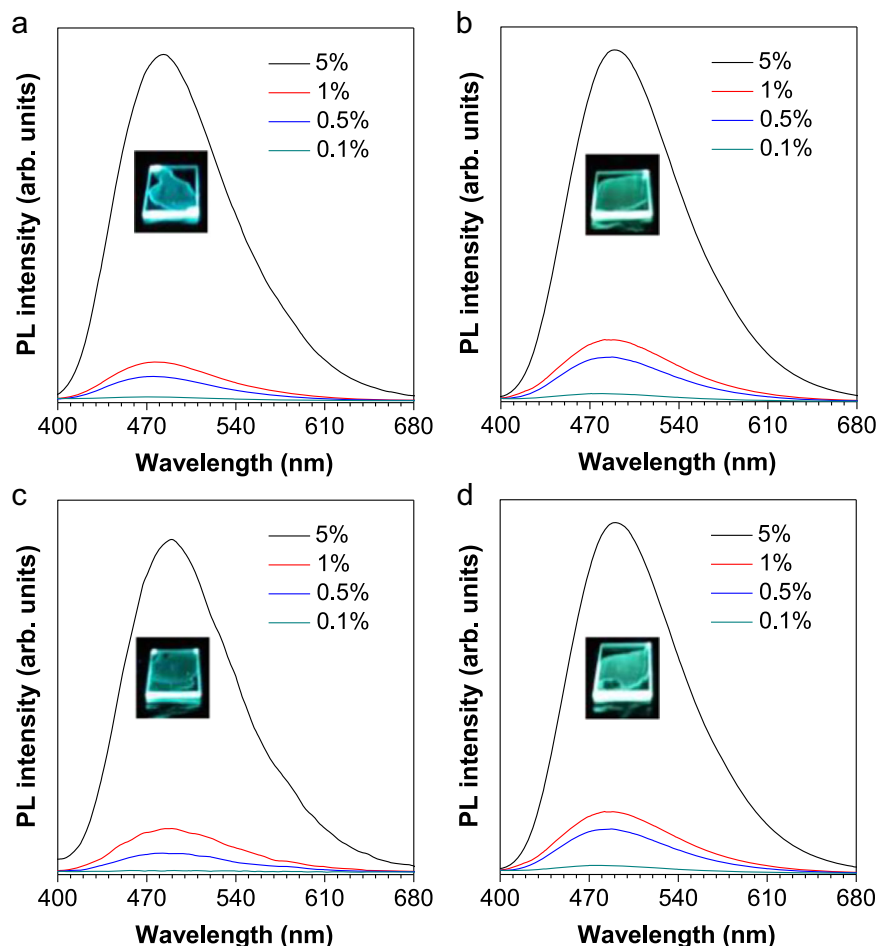 a
PL intensity (arb. units)
5%
1%
0.5%
0.1%
400 470 540 610 680
Wavelength (nm)
b
PL intensity (arb. units)
5%
1%
0.5%
0.1%
400 470 540 610 680
Wavelength (nm)
c
PL intensity (arb. units)
5%
1%
0.5%
0.1%
400 470 540 610 680
Wavelength (nm)
d
PL intensity (arb. units)
5%
1%
0.5%
0.1%
400 470 540 610 680
Wavelength (nm)